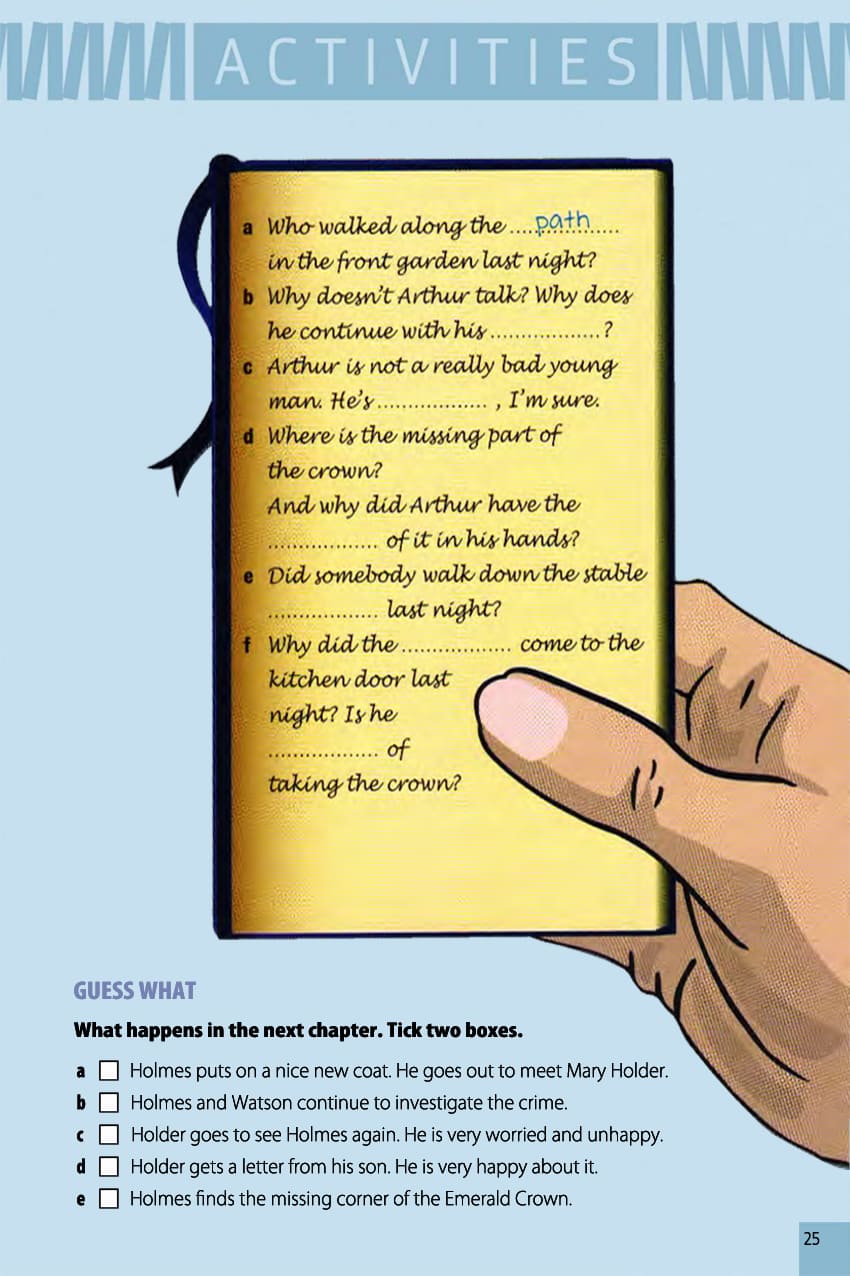 ACTIVITIES
a Who walked along the ....path......
in the front garden last night?
b Why doesn't Arthur talk? Why does
he continue with his .................. ?
c Arthur is not a really bad young
man. He's .................. , I'm sure.
d Where is the missing part of
the crown?
And why did Arthur have the
.................. of it in his hands?
e Did somebody walk down the stable
.................. last night?
f Why did the .................. come to the
kitchen door last
night? Is he
.................. of
taking the crown?
GUESS WHAT
What happens in the next chapter. Tick two boxes.
a Holmes puts on a nice new coat. He goes out to meet Mary Holder.
b Holmes and Watson continue to investigate the crime.
c Holder goes to see Holmes again. He is very worried and unhappy.
d Holder gets a letter from his son. He is very happy about it.
e Holmes finds the missing corner of the Emerald Crown.
25